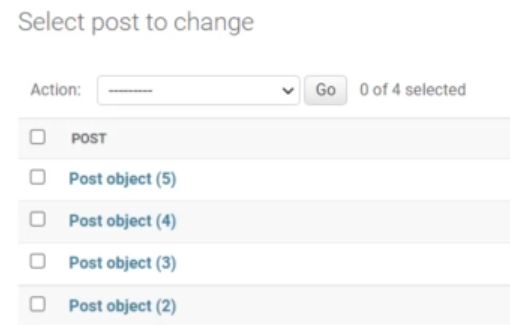 Select post to change
Action: --------- Go 0 of 4 selected
POST
Post object (5)
Post object (4)
Post object (3)
Post object (2)